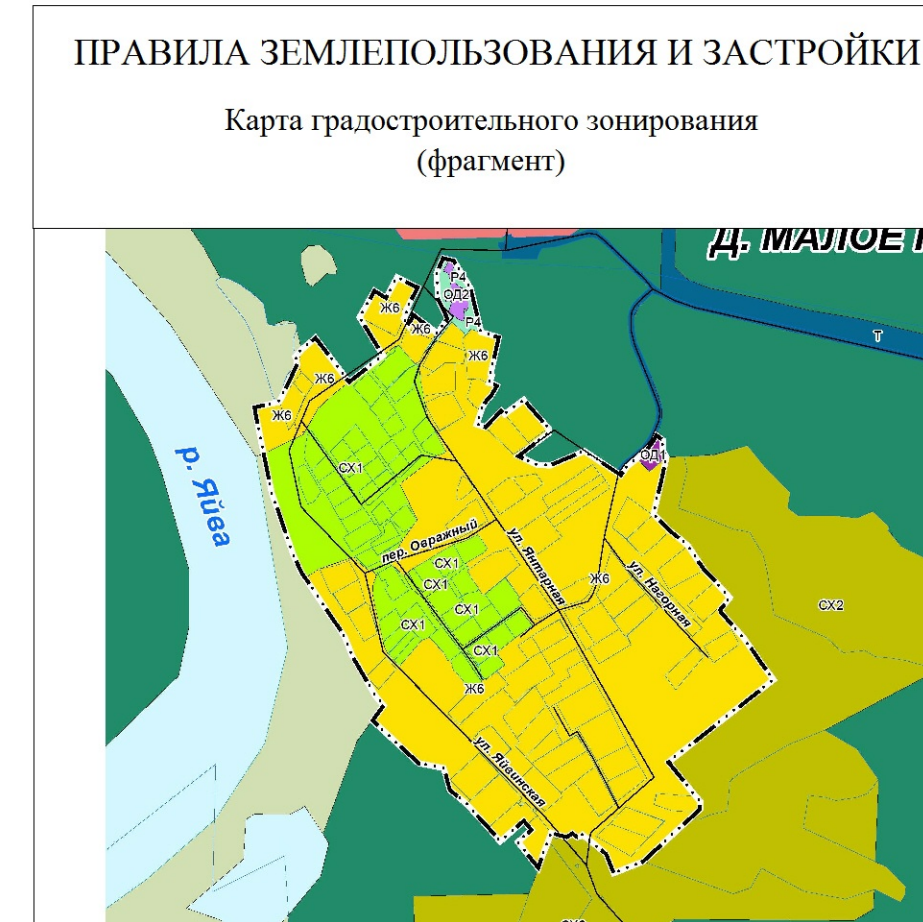 ПРАВИЛА ЗЕМЛЕПОЛЬЗОВАНИЯ И ЗАСТРОЙКИ
Карта градостроительного зонирования
(фрагмент)
Д. МАЛОЕ
Р4
ОД2
Ж6
Ж6
Р4
Т
Ж6
Ж6
Ж6
р. Яйва
ОД1
СХ1
пер. Овражный
ул. Янтарная
СХ1
СХ1
Ж6
ул. Нагорная
СХ1
СХ2
СХ1
СХ1
Ж6
ул. Яйвинская